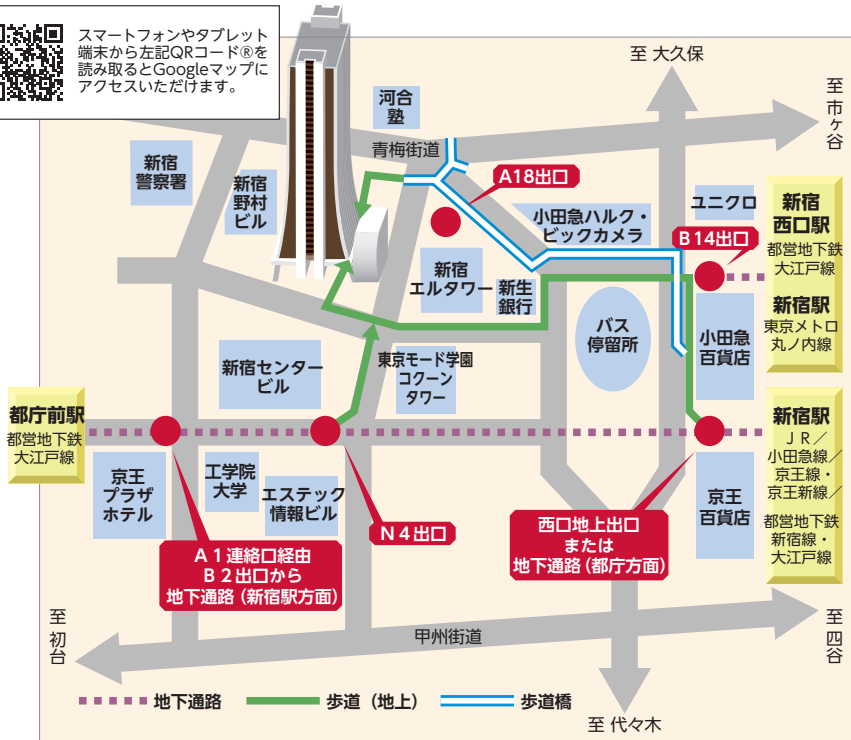 スマートフォンやタブレット
端末から左記QRコード®を
読み取るとGoogleマップに
アクセスいただけます。
至 大久保
至 市ヶ谷
河合
塾
青梅街道
新宿
警察署
新宿
野村
ビル
A18出口
小田急ハルク・
ビックカメラ
ユニクロ
B14出口
新宿
西口駅
都営地下鉄
大江戸線
新宿駅
東京メトロ
丸ノ内線
新宿
エルタワー
新生
銀行
バス
停留所
小田急
百貨店
新宿センター
ビル
東京モード学園
コクーン
タワー
都庁前駅
都営地下鉄
大江戸線
新宿駅
JR/
小田急線/
京王線・
京王新線/
都営地下鉄
新宿線・
大江戸線
京王
プラザ
ホテル
工学院
大学
エステック
情報ビル
N4出口
京王
百貨店
A1連絡口経由
B2出口から
地下通路(新宿駅方面)
西口地上出口
または
地下通路(都庁方面)
至 初台
甲州街道
至 四谷
地下通路
歩道(地上)
歩道橋
至 代々木